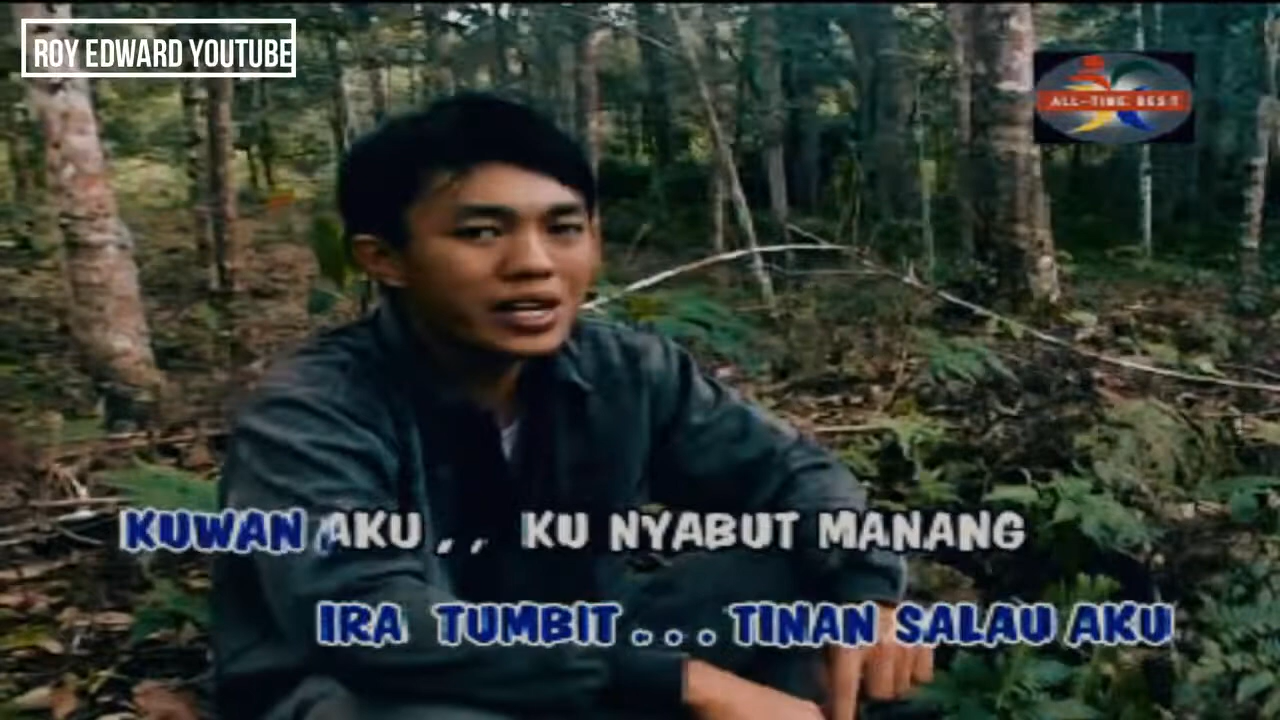 ROY EDWARD YOUTUBE
ALL-TIME BEST
KUWAN AKU,, KU NYABUT MANANG
IRA TUMBIT... TINAN SALAU AKU